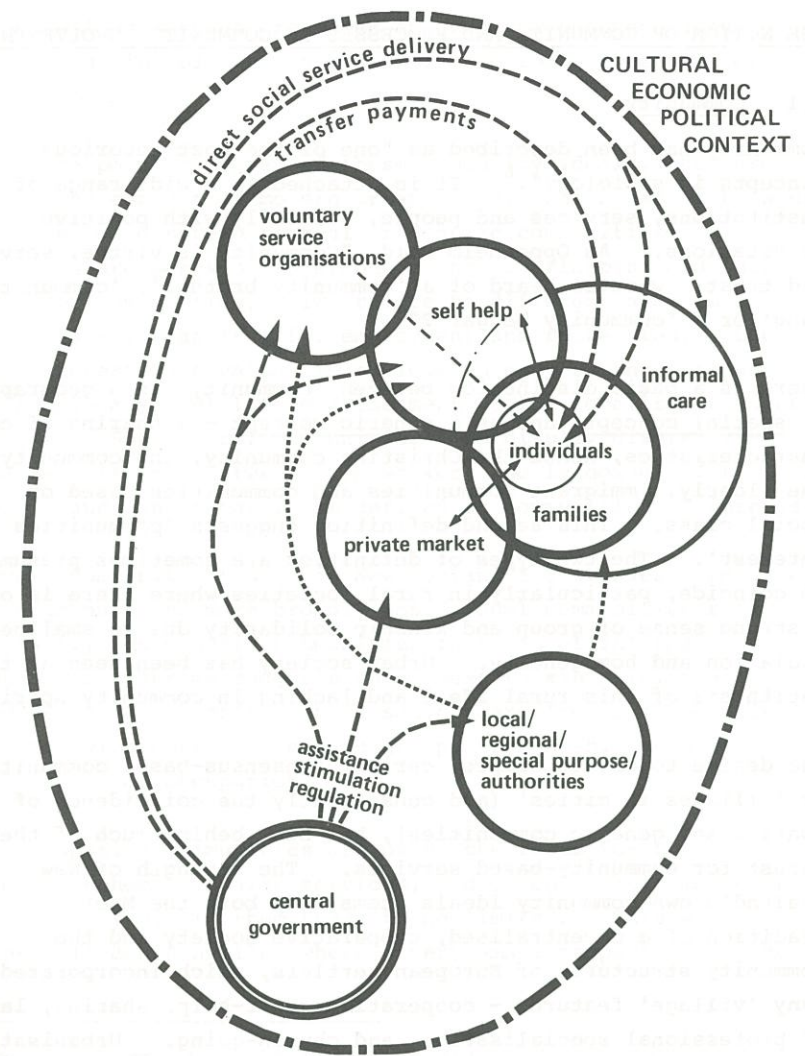 direct social service delivery
transfer payments
CULTURAL
ECONOMIC
POLITICAL
CONTEXT
voluntary
service
organisations
self help
informal
care
individuals
families
private market
local/
regional/
special purpose/
authorities
assistance
stimulation
regulation
central
government